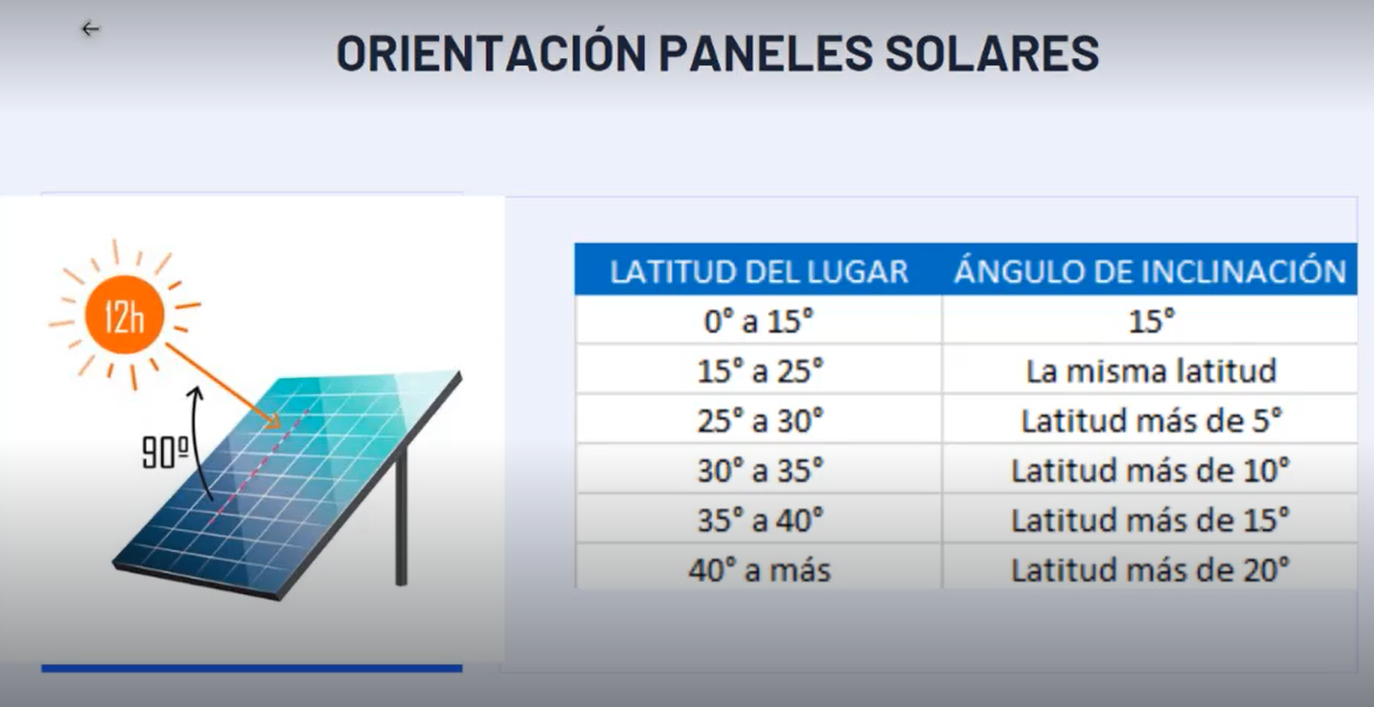 ORIENTACIÓN PANELES SOLARES
12h
90º
LATITUD DEL LUGAR ÁNGULO DE INCLINACIÓN
0° a 15° 15°
15° a 25° La misma latitud
25° a 30° Latitud más de 5°
30° a 35° Latitud más de 10°
35° a 40° Latitud más de 15°
40° a más Latitud más de 20°